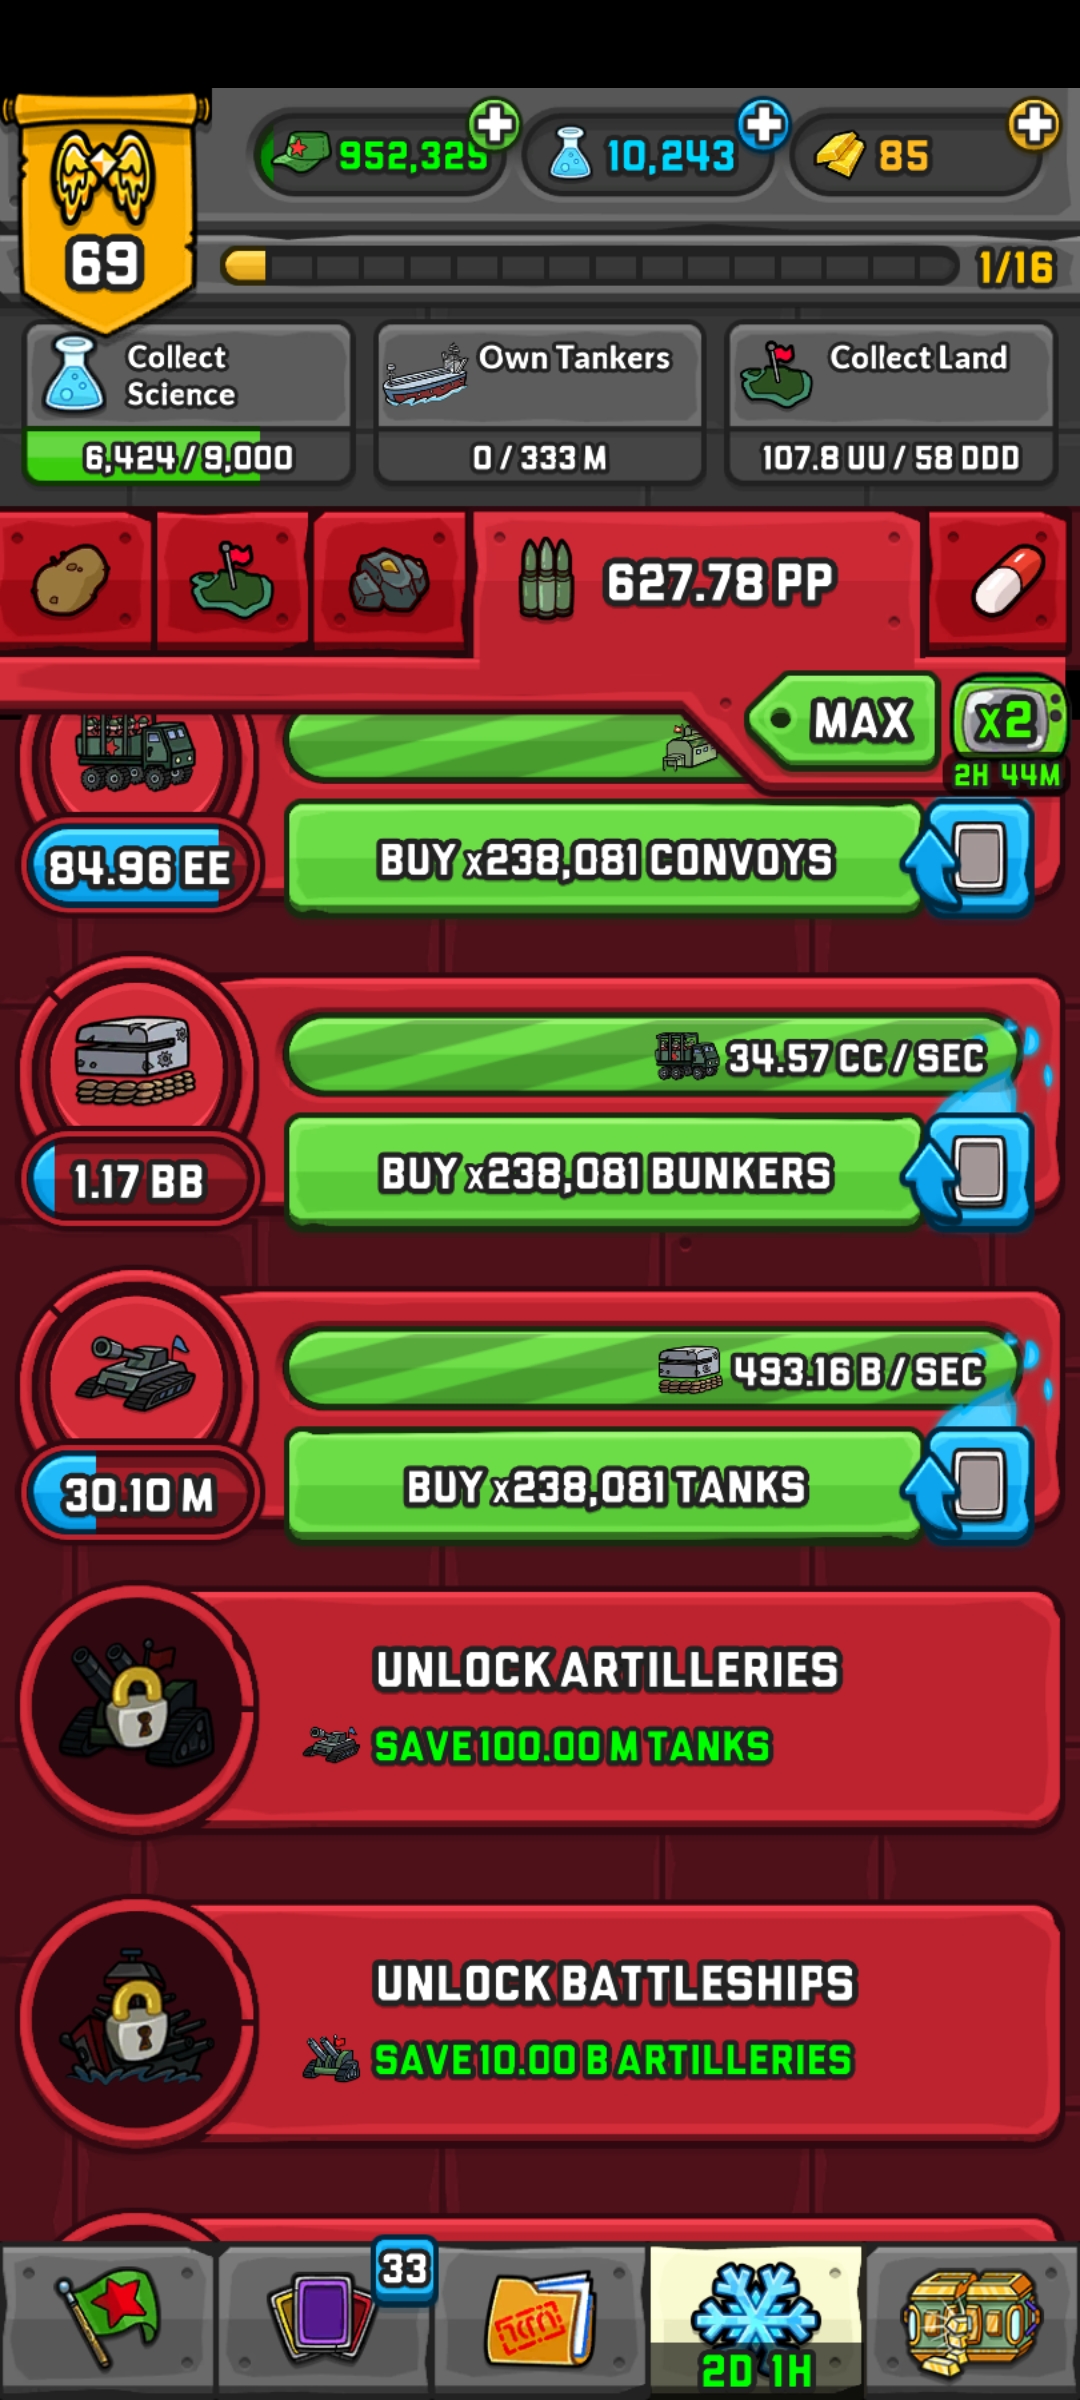 952,325
10,243
85
69
1/16
Collect
Science
6,424/9,000
Own Tankers
0/333 M
Collect Land
107.8 UU/58 DDD
627.78 PP
MAX
x2
2H 44M
84.96 EE
BUY x238,081 CONVOYS
34.57 CC/SEC
1.17 BB
BUY x238,081 BUNKERS
493.16 B/SEC
30.10 M
BUY x238,081 TANKS
UNLOCK ARTILLERIES
SAVE 100.00 M TANKS
UNLOCK BATTLESHIPS
SAVE 10.00 B ARTILLERIES
33
2D 1H